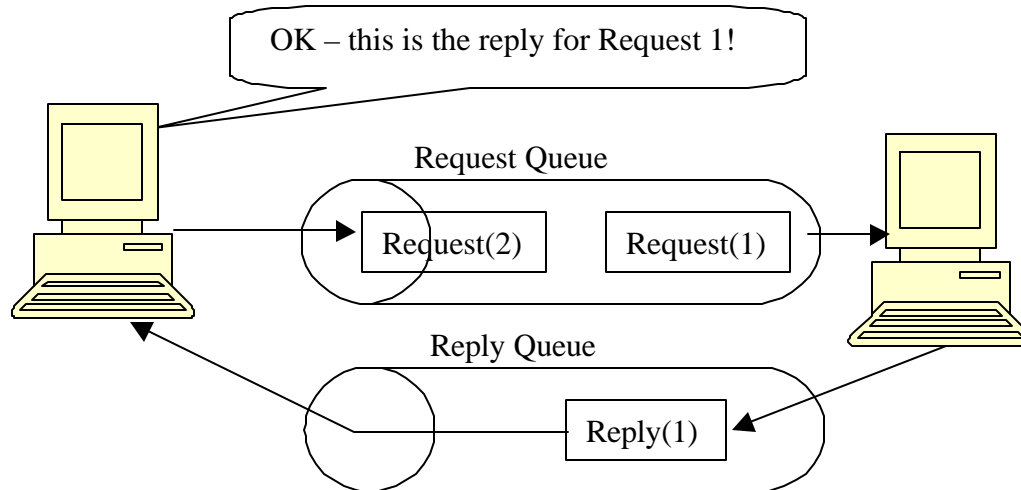 OK – this is the reply for Request 1!
Request Queue
Request(2)
Request(1)
Reply Queue
Reply(1)